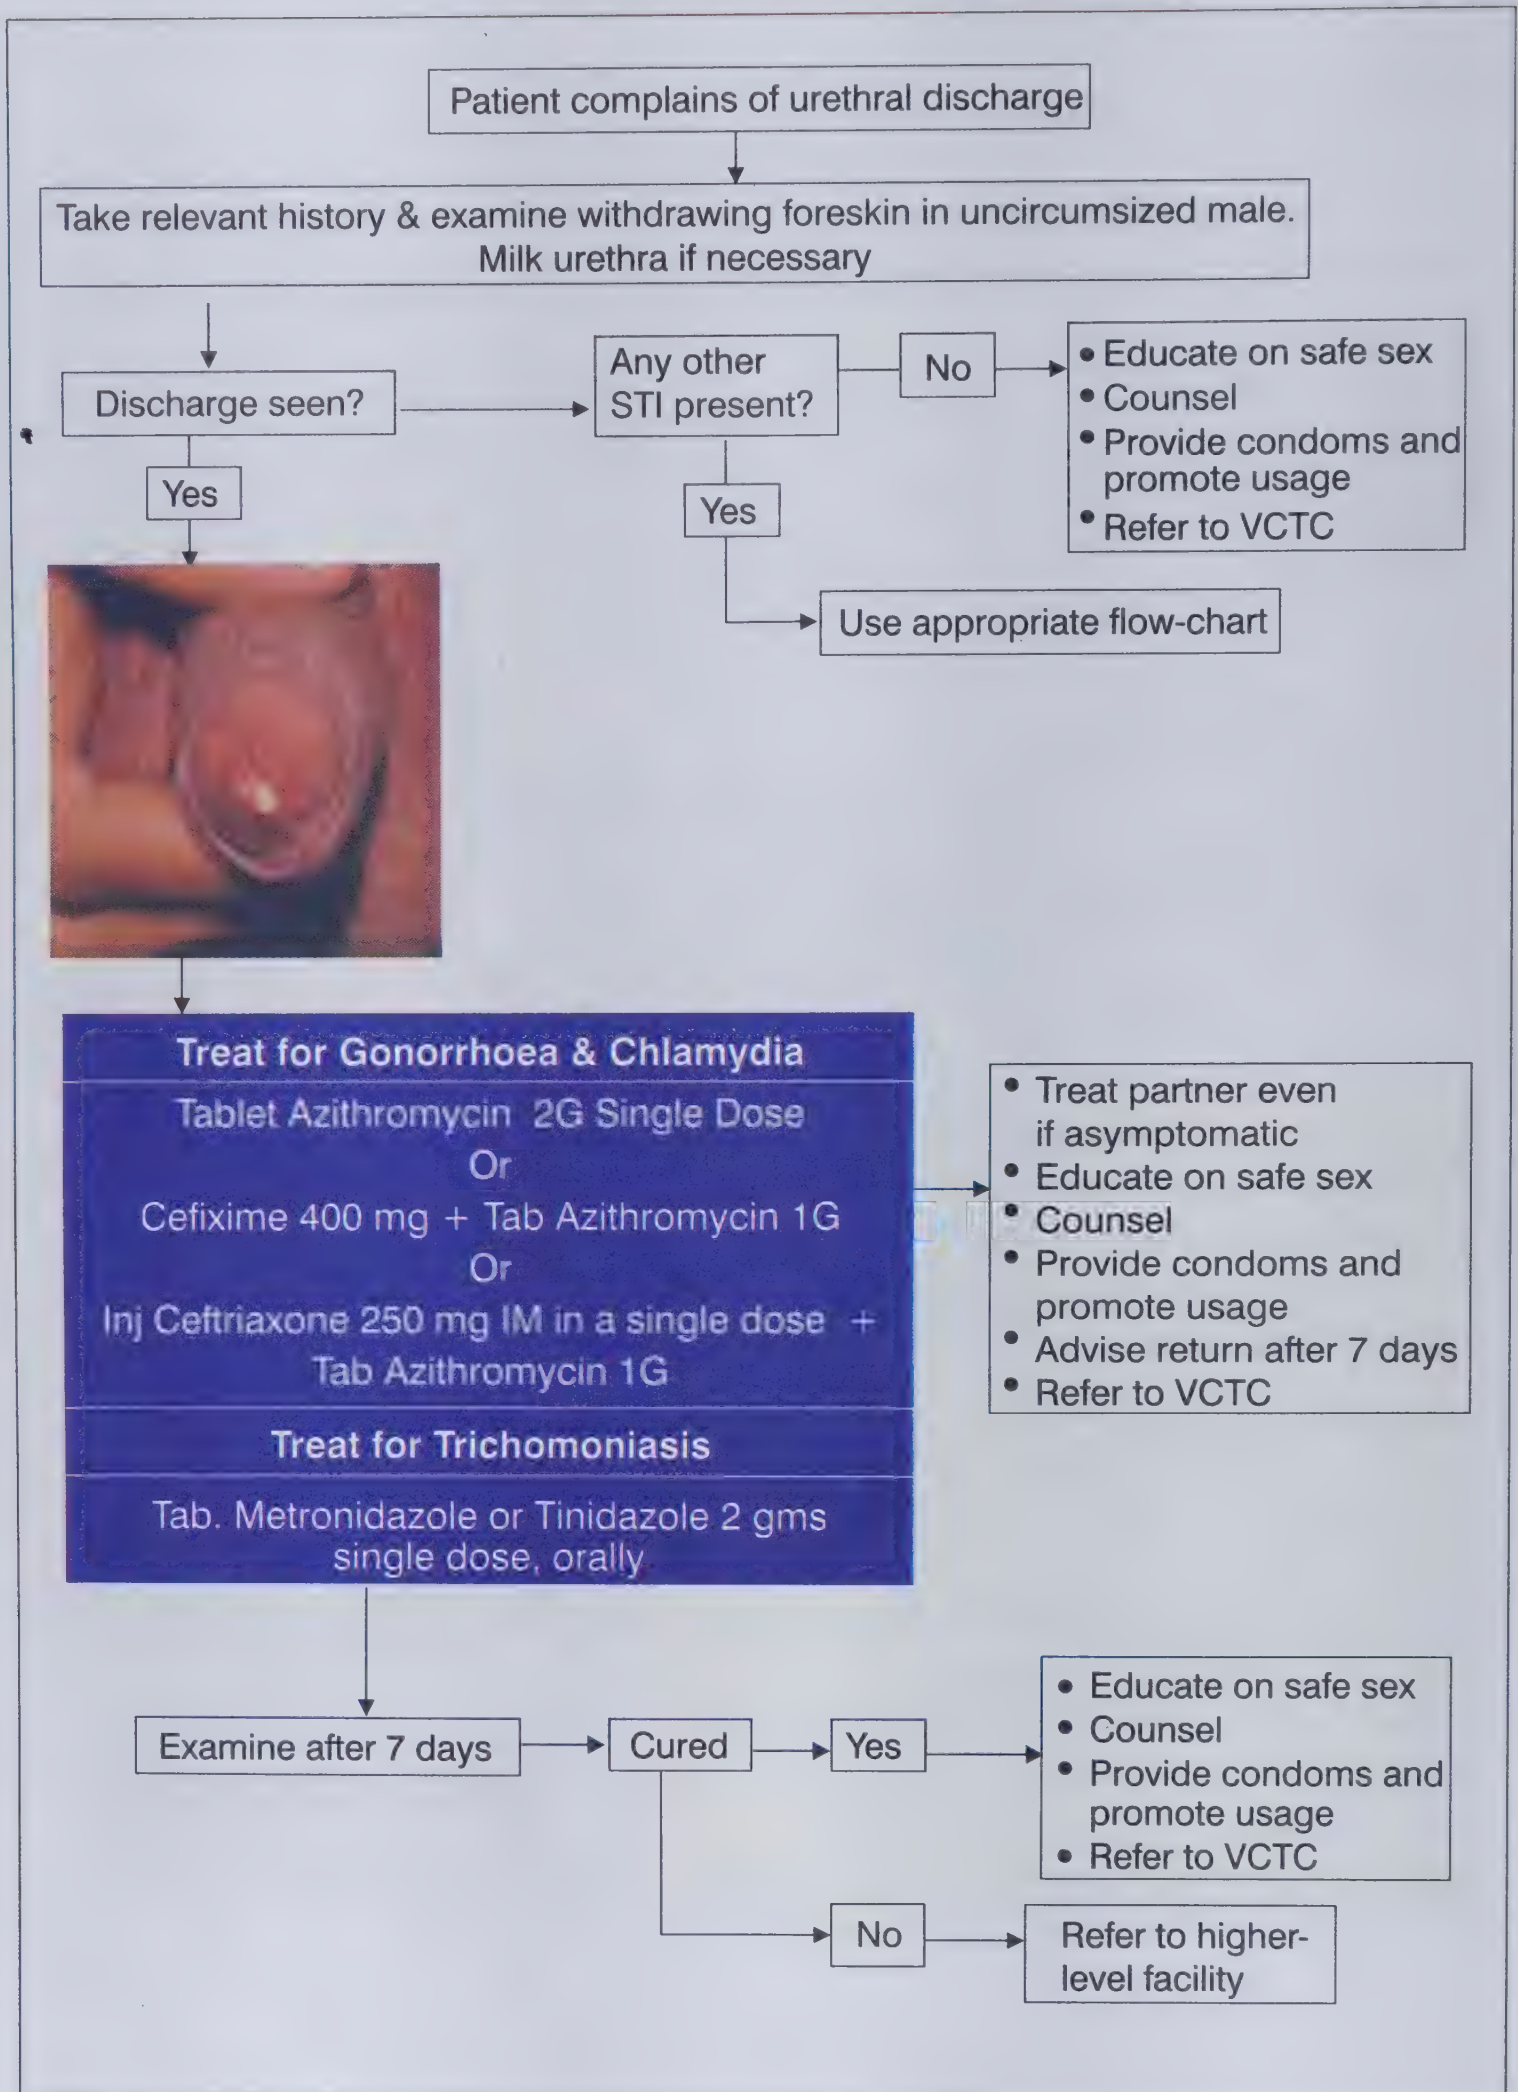 Patient complains of urethral discharge
Take relevant history & examine withdrawing foreskin in uncircumsized male.
Milk urethra if necessary
Discharge seen?
Any other
STI present?
No
• Educate on safe sex
• Counsel
• Provide condoms and
promote usage
• Refer to VCTC
Yes
Yes
Use appropriate flow-chart
Treat for Gonorrhoea & Chlamydia
Tablet Azithromycin 2G Single Dose
Or
Cefixime 400 mg + Tab Azithromycin 1G
Or
Inj Ceftriaxone 250 mg IM in a single dose +
Tab Azithromycin 1G
Treat for Trichomoniasis
Tab. Metronidazole or Tinidazole 2 gms
single dose, orally
• Treat partner even
if asymptomatic
• Educate on safe sex
• Counsel
• Provide condoms and
promote usage
• Advise return after 7 days
• Refer to VCTC
Examine after 7 days
Cured
Yes
• Educate on safe sex
• Counsel
• Provide condoms and
promote usage
• Refer to VCTC
No
Refer to higher-
level facility